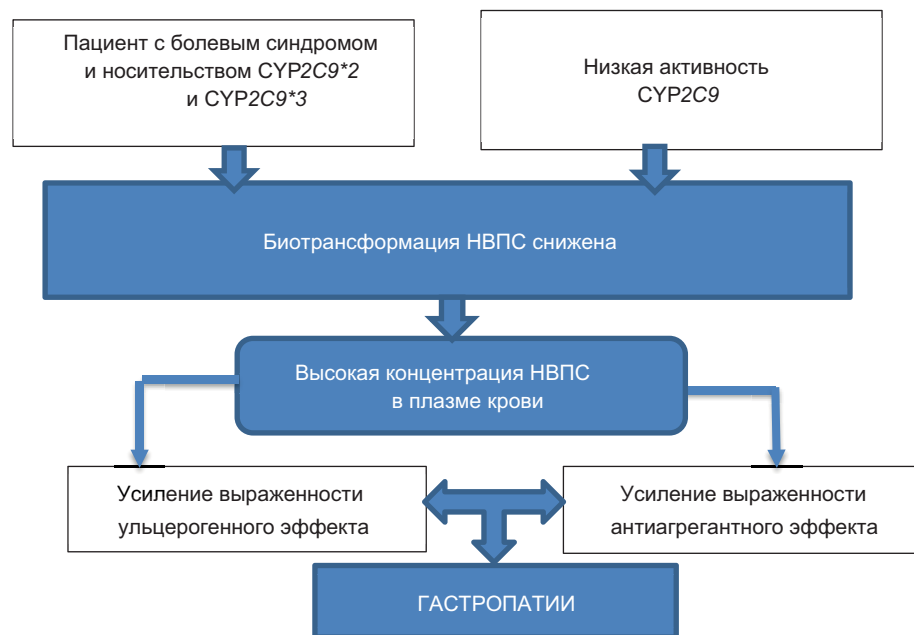 Пациент с болевым синдромом
и носительством CYP2C9*2
и CYP2C9*3
Низкая активность
CYP2C9
Биотрансформация НВПС снижена
Высокая концентрация НВПС
в плазме крови
Усиление выраженности
ульцерогенного эффекта
Усиление выраженности
антиагрегантного эффекта
ГАСТРОПАТИИ